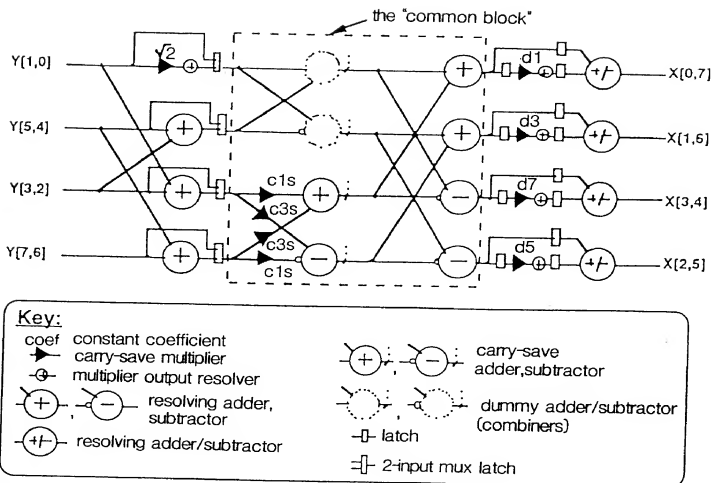 the "common block"
Y[1,0]
√2
+
d1
+/-
X[0,7]
Y[5,4]
+
+
d3
+/-
X[1,6]
Y[3,2]
+
c1s
c3s
+
−
d7
+/-
X[3,4]
Y[7,6]
+
c3s
c1s
−
−
d5
+/-
X[2,5]
Key:
coef constant coefficient
carry-save multiplier
multiplier output resolver
+ , − resolving adder,
subtractor
+/- resolving adder/subtractor
+ , − carry-save
adder,subtractor
, dummy adder/subtractor
(combiners)
latch
2-input mux latch